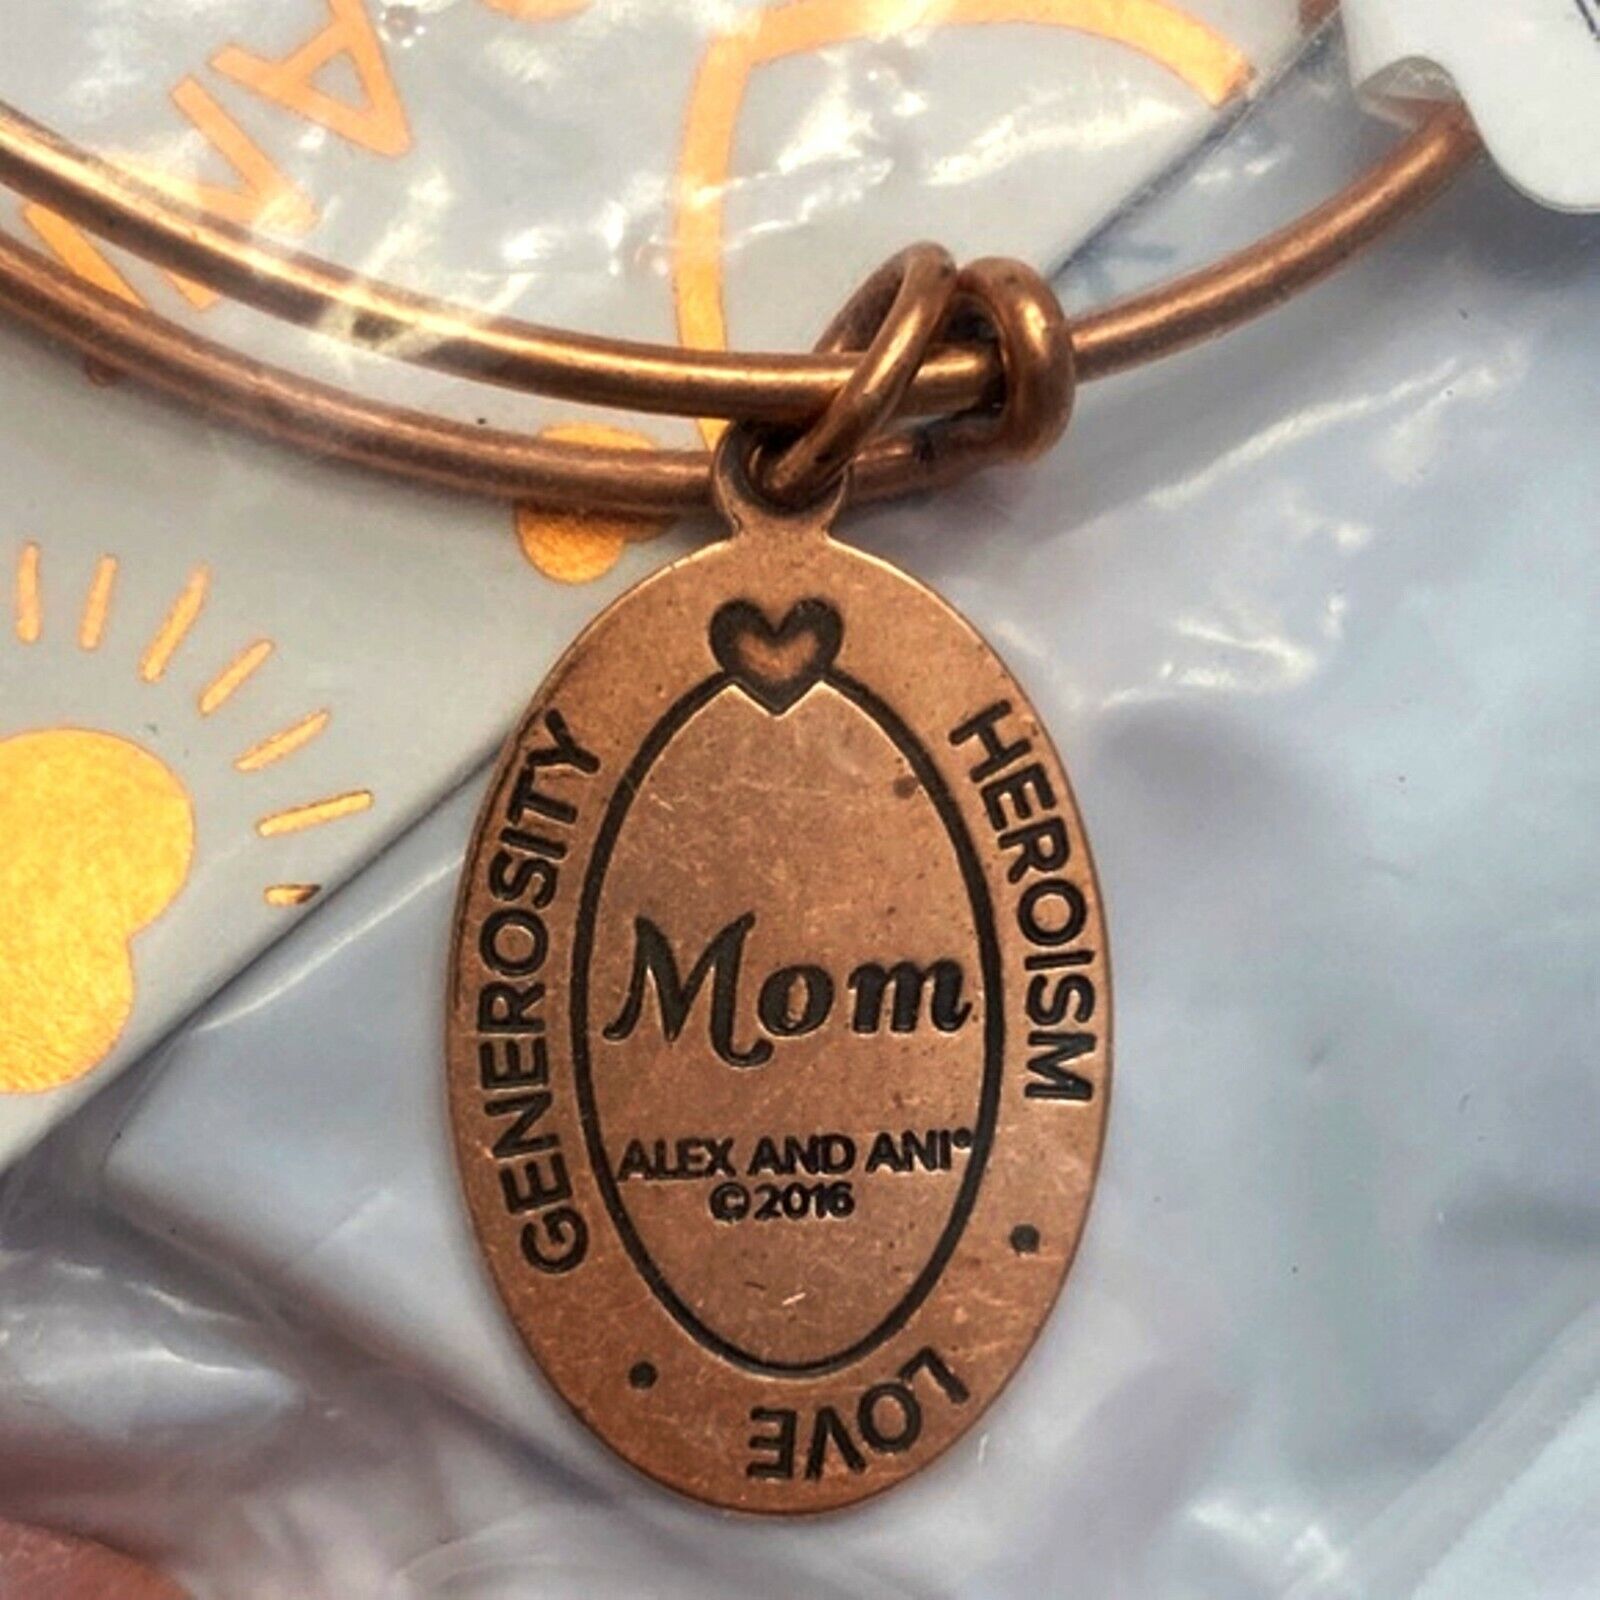 GENEROSITY
HEROISM
Mom
ALEX AND ANI®
©2016
• LOVE •